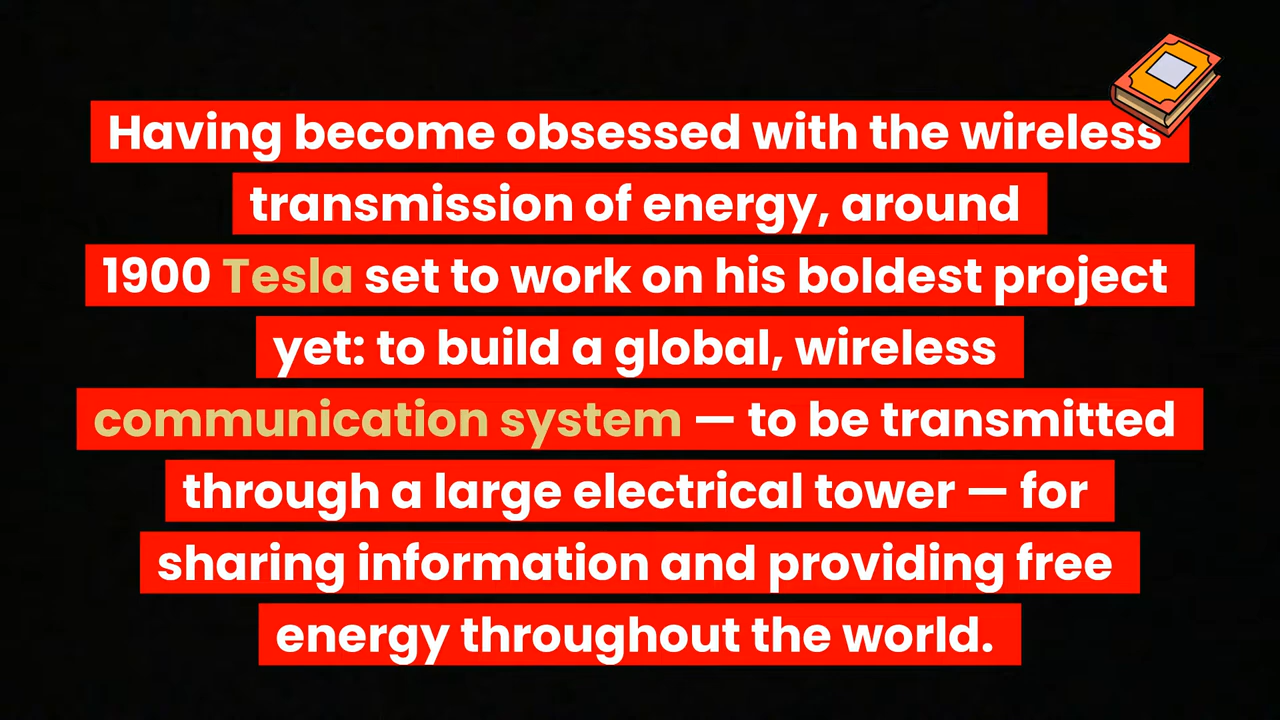 Having become obsessed with the wireless
transmission of energy, around
1900 Tesla set to work on his boldest project
yet: to build a global, wireless
communication system — to be transmitted
through a large electrical tower — for
sharing information and providing free
energy throughout the world.